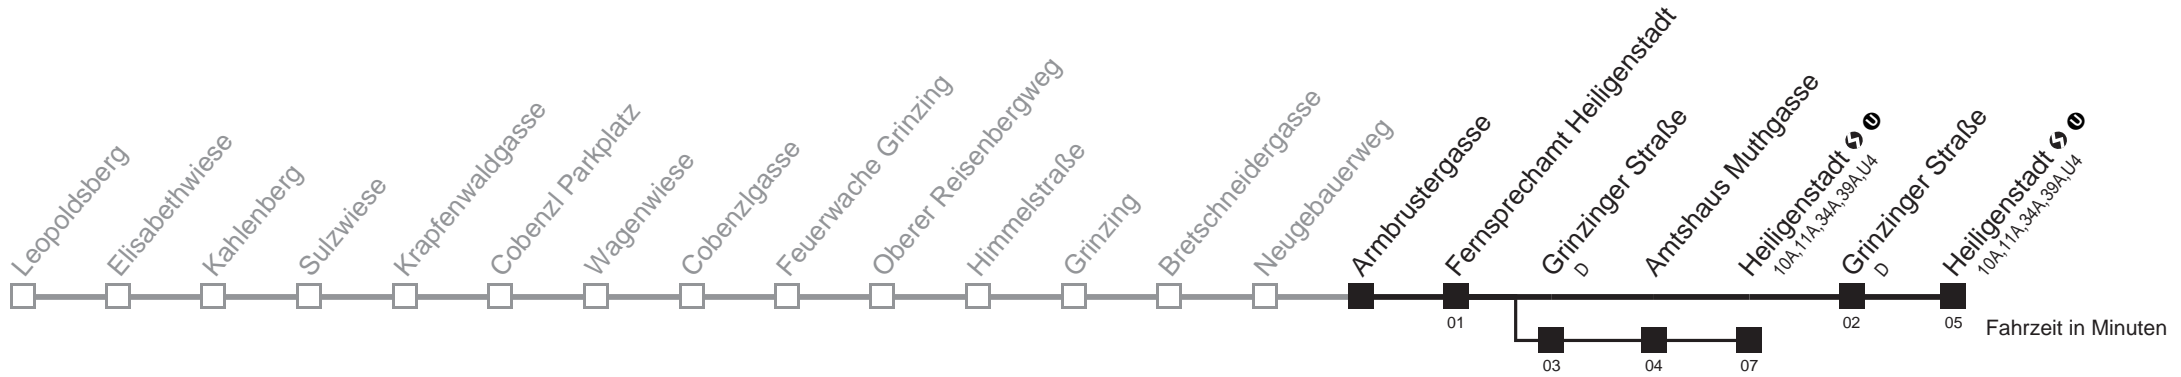 Leopoldsberg
Elisabethwiese
Kahlenberg
Sulzwiese
Krapfenwaldgasse
Cobenzl Parkplatz
Wagenwiese
Cobenzlgasse
Feuerwache Grinzing
Oberer Reisenbergweg
Himmelstraße
Grinzing
Bretschneidergasse
Neugebauerweg
Armbrustergasse
Fernsprechamt Heiligenstadt
Grinzinger Straße
D
Amtshaus Muthgasse
Heiligenstadt S U
10A,11A,34A,39A,U4
Grinzinger Straße
D
Heiligenstadt S U
10A,11A,34A,39A,U4
01
02
05
Fahrzeit in Minuten
03
04
07